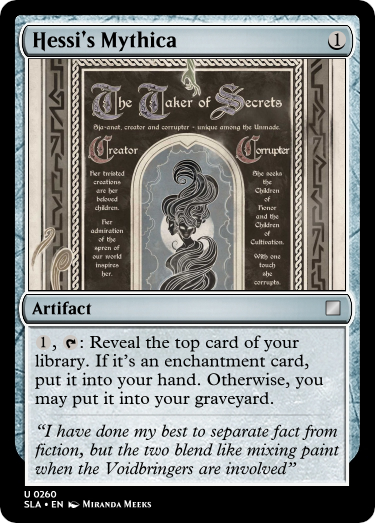 Hessi's Mythica
1
The Taker of Secrets
Sja-anat, creator and corrupter - unique among the Unmade.
Creator
Corrupter
Her twisted
creations
are her
beloved
children.
Her
admiration
of the
spren of
our world
inspires
her.
She seeks
the
Children
of
Honor
and the
Children
of
Cultivation.
With one
touch
she
corrupts.
Artifact
1, : Reveal the top card of your
library. If it's an enchantment card,
put it into your hand. Otherwise, you
may put it into your graveyard.
“I have done my best to separate fact from
fiction, but the two blend like mixing paint
when the Voidbringers are involved”
U 0260
SLA • EN Miranda Meeks